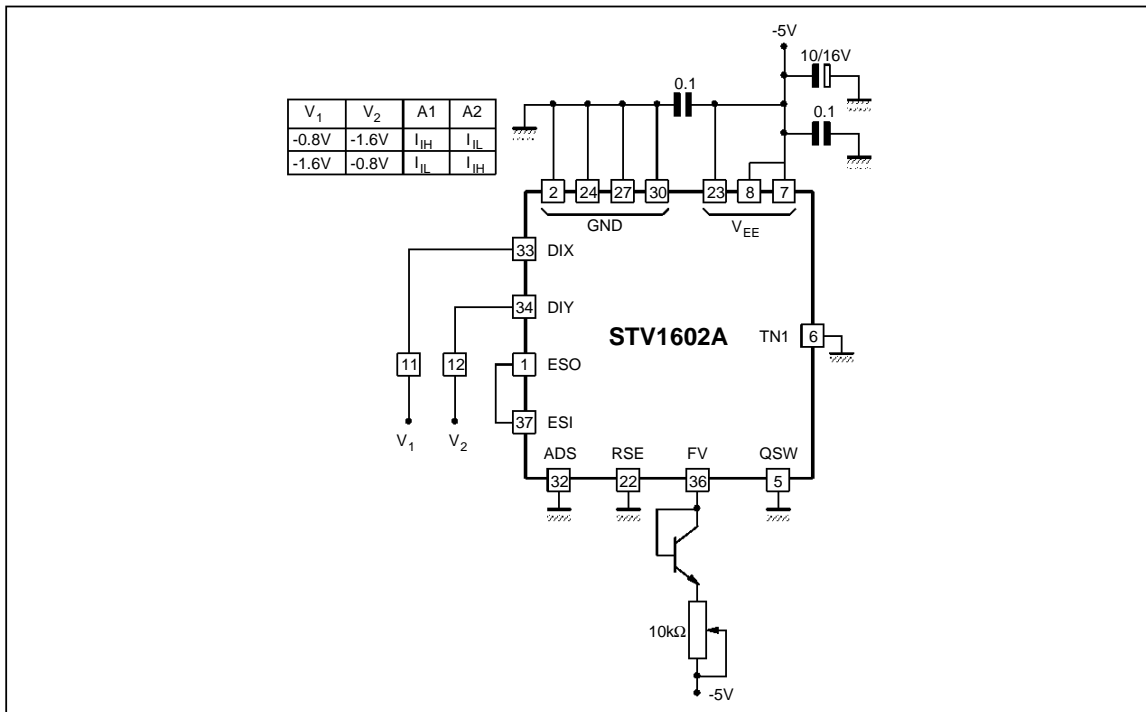 -5V
10/16V
0.1
0.1
V1 V2 A1 A2
-0.8V -1.6V IIH IIL
-1.6V -0.8V IIL IIH
2 24 27 30 23 8 7
GND VEE
33 DIX
34 DIY
STV1602A
TN1 6
11 12 1 ESO
37 ESI
V1 V2
ADS RSE FV QSW
32 22 36 5
10kΩ
-5V